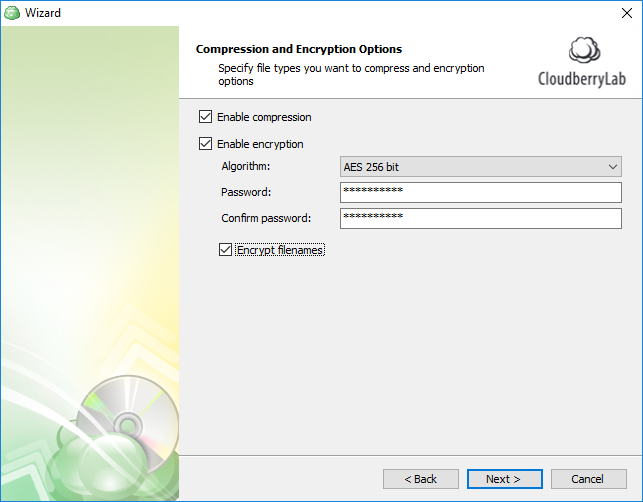 Wizard
Compression and Encryption Options
Specify file types you want to compress and encryption
options
CloudberryLab
Enable compression
Enable encryption
Algorithm:
AES 256 bit
Password:
**********
Confirm password:
**********
Encrypt filenames
< Back
Next >
Cancel